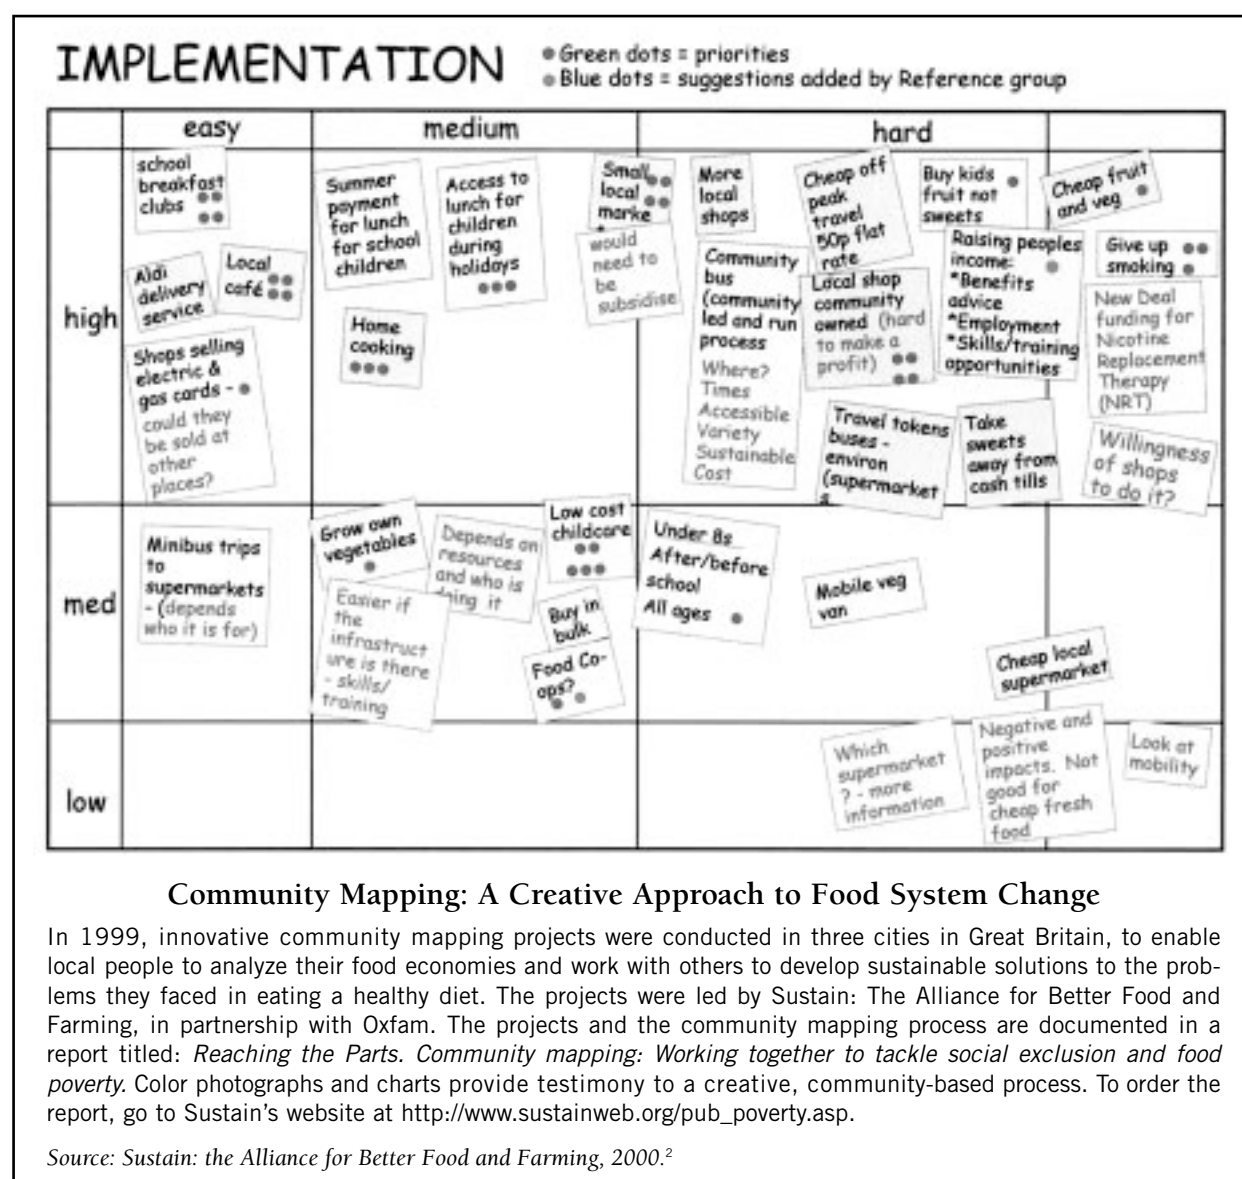 IMPLEMENTATION
Green dots = priorities
Blue dots = suggestions added by Reference group
easy
medium
hard
high
school
breakfast
clubs
Aldi
delivery
service
Local
café
Shops selling
electric &
gas cards -
could they
be sold at
other
places?
Summer
payment
for lunch
for school
children
Access to
lunch for
children
during
holidays
Home
cooking
Small
local
marke
would
need to
be
subsidise
More
local
shops
Community
bus
(community
led and run
process
Where?
Times
Accessible
Variety
Sustainable
Cost
Cheap off
peak
travel
50p flat
rate
Local shop
community
owned (hard
to make a
profit)
Travel tokens
buses -
environ
(supermarket
s
Buy kids
fruit not
sweets
Raising peoples
income:
*Benefits
advice
*Employment
*Skills/training
opportunities
Take
sweets
away from
cash tills
Cheap fruit
and veg
Give up
smoking
New Deal
funding for
Nicotine
Replacement
Therapy
(NRT)
Willingness
of shops
to do it?
med
Minibus trips
to
supermarkets
- (depends
who it is for)
Grow own
vegetables
Easier if
the
infrastruct
ure is there
- skills/
training
Depends on
resources
and who is
doing it
Low cost
childcare
Buy in
bulk
Food Co-
ops?
Under 8s
After/before
school
All ages
Mobile veg
van
Cheap local
supermarket
low
Which
supermarket
? - more
information
Negative and
positive
impacts. Not
good for
cheap fresh
food
Look at
mobility
Community Mapping: A Creative Approach to Food System Change
In 1999, innovative community mapping projects were conducted in three cities in Great Britain, to enable
local people to analyze their food economies and work with others to develop sustainable solutions to the prob-
lems they faced in eating a healthy diet. The projects were led by Sustain: The Alliance for Better Food and
Farming, in partnership with Oxfam. The projects and the community mapping process are documented in a
report titled: Reaching the Parts. Community mapping: Working together to tackle social exclusion and food
poverty. Color photographs and charts provide testimony to a creative, community-based process. To order the
report, go to Sustain's website at http://www.sustainweb.org/pub_poverty.asp.
Source: Sustain: the Alliance for Better Food and Farming, 2000.2